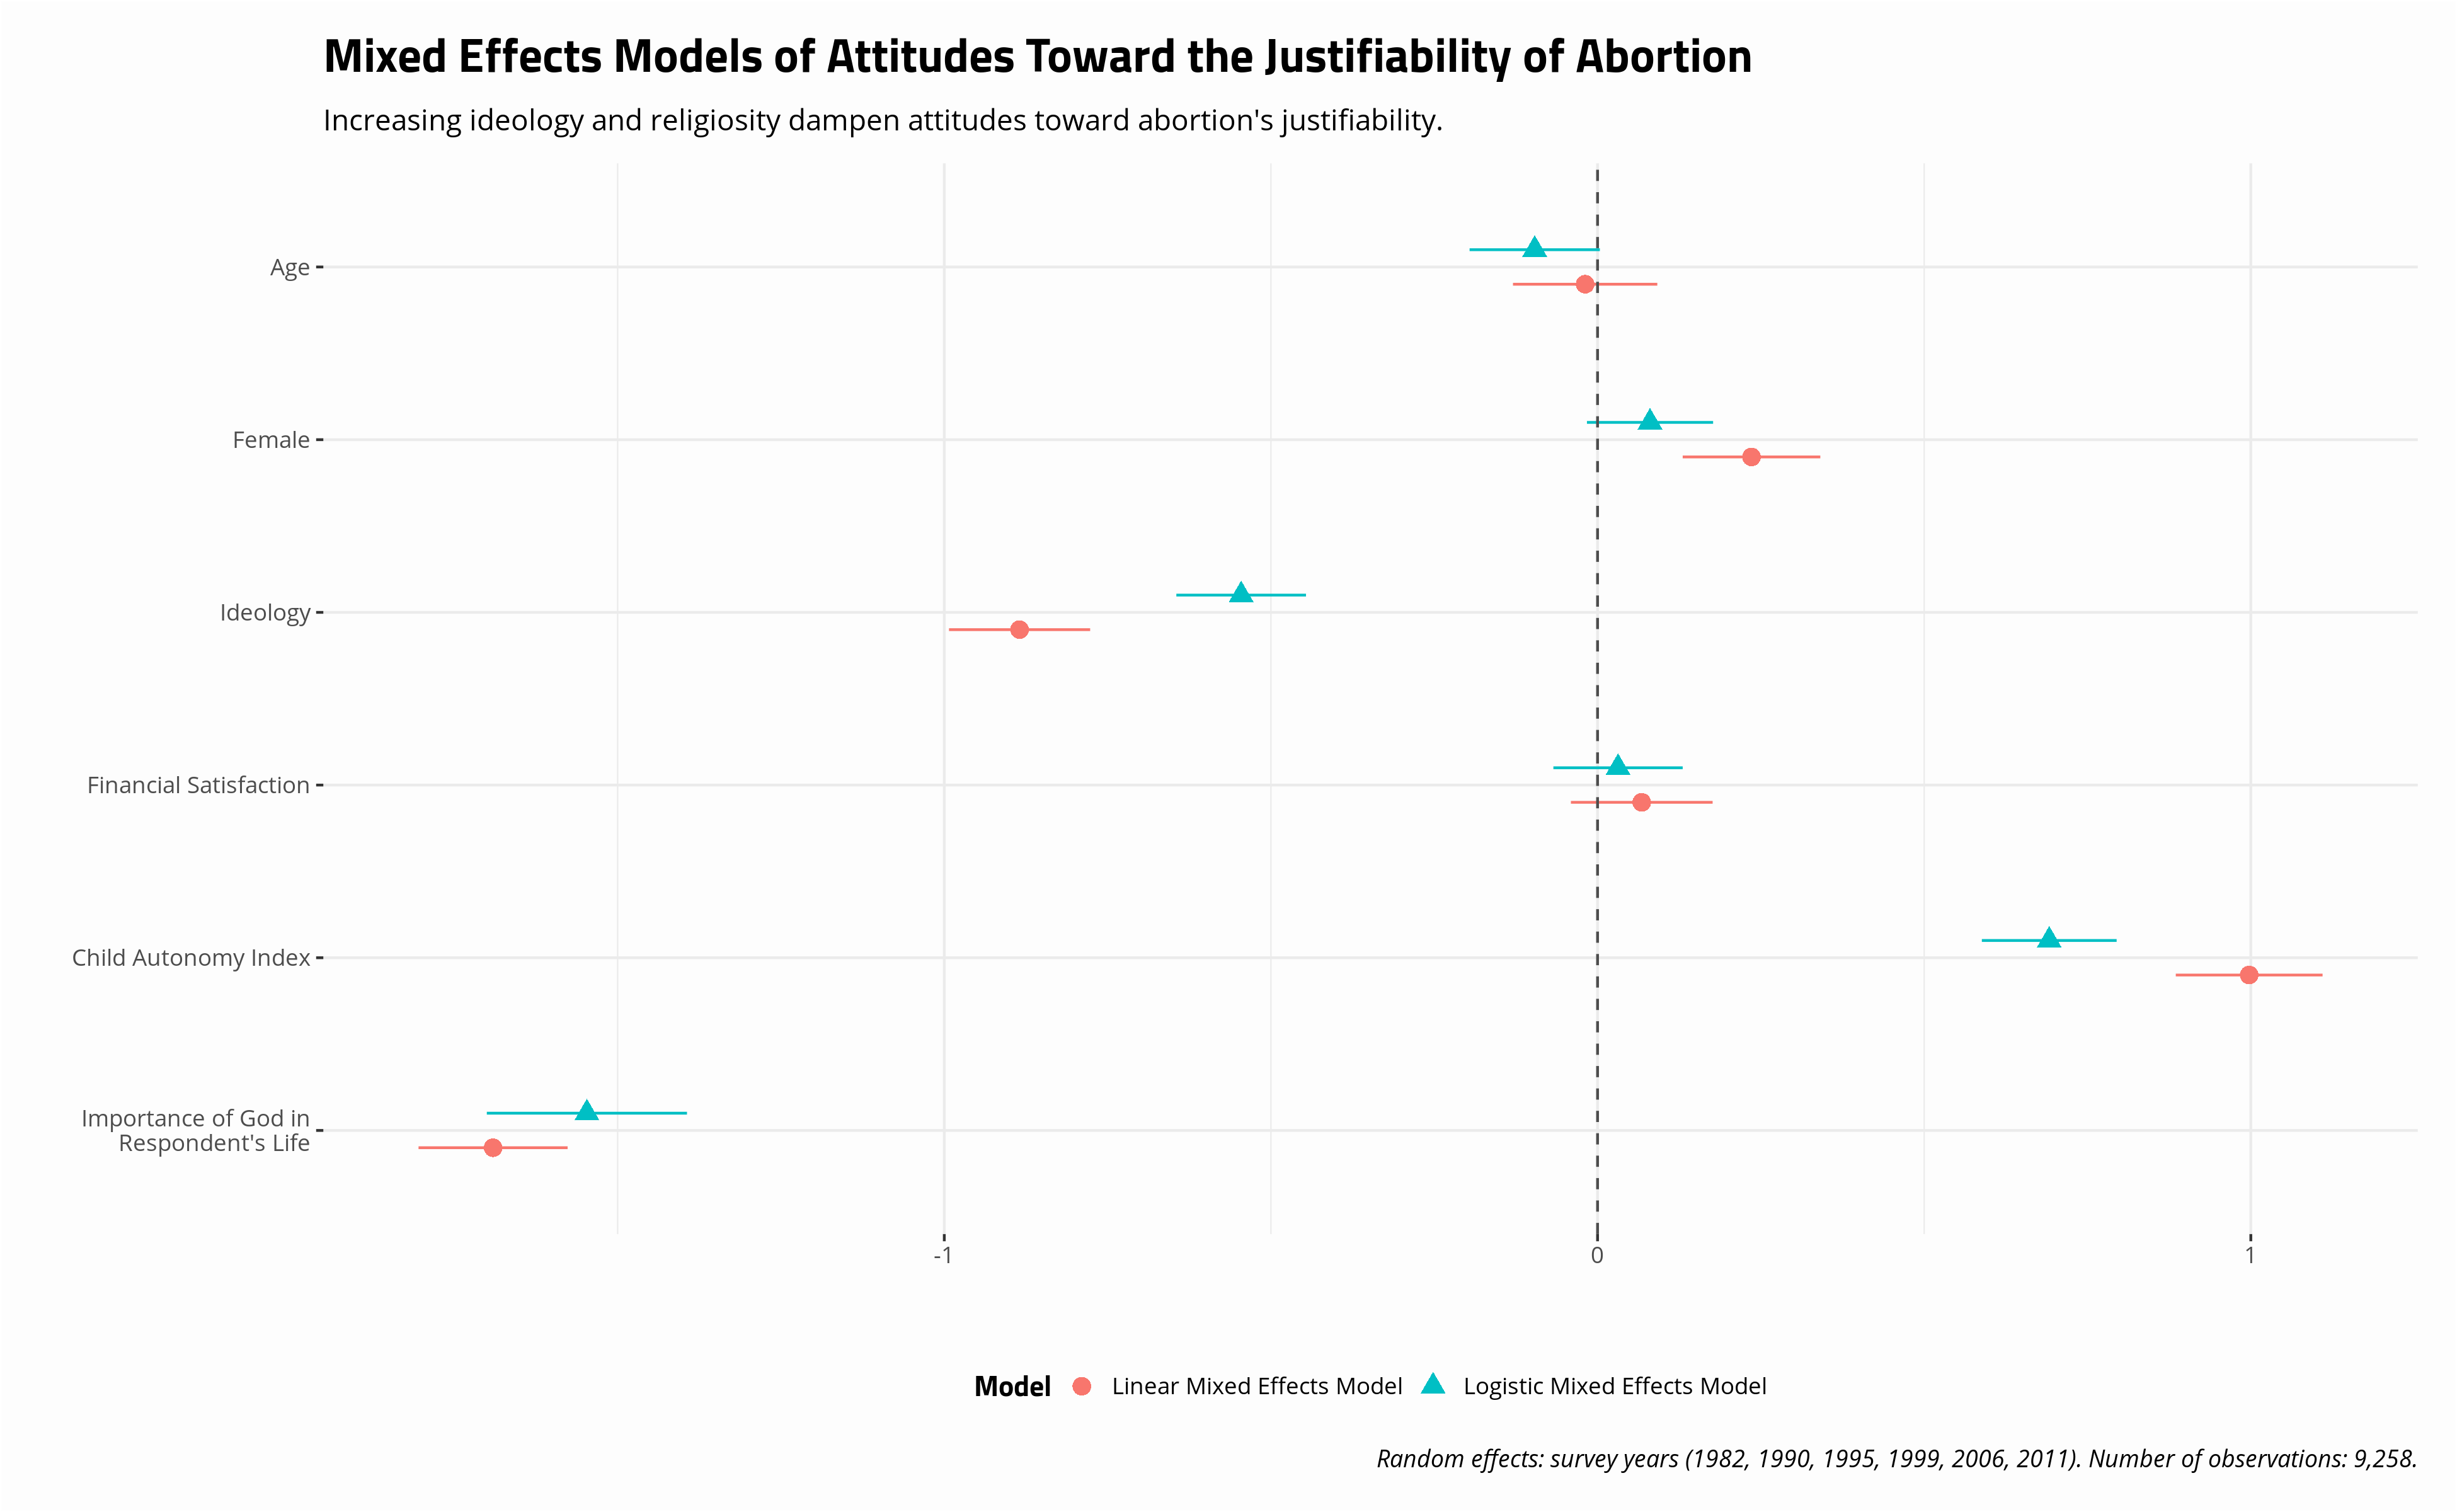 Mixed Effects Models of Attitudes Toward the Justifiability of Abortion
Increasing ideology and religiosity dampen attitudes toward abortion's justifiability.
Age
Female
Ideology
Financial Satisfaction
Child Autonomy Index
Importance of God in
Respondent's Life
-1 0 1
Model Linear Mixed Effects Model Logistic Mixed Effects Model
Random effects: survey years (1982, 1990, 1995, 1999, 2006, 2011). Number of observations: 9,258.